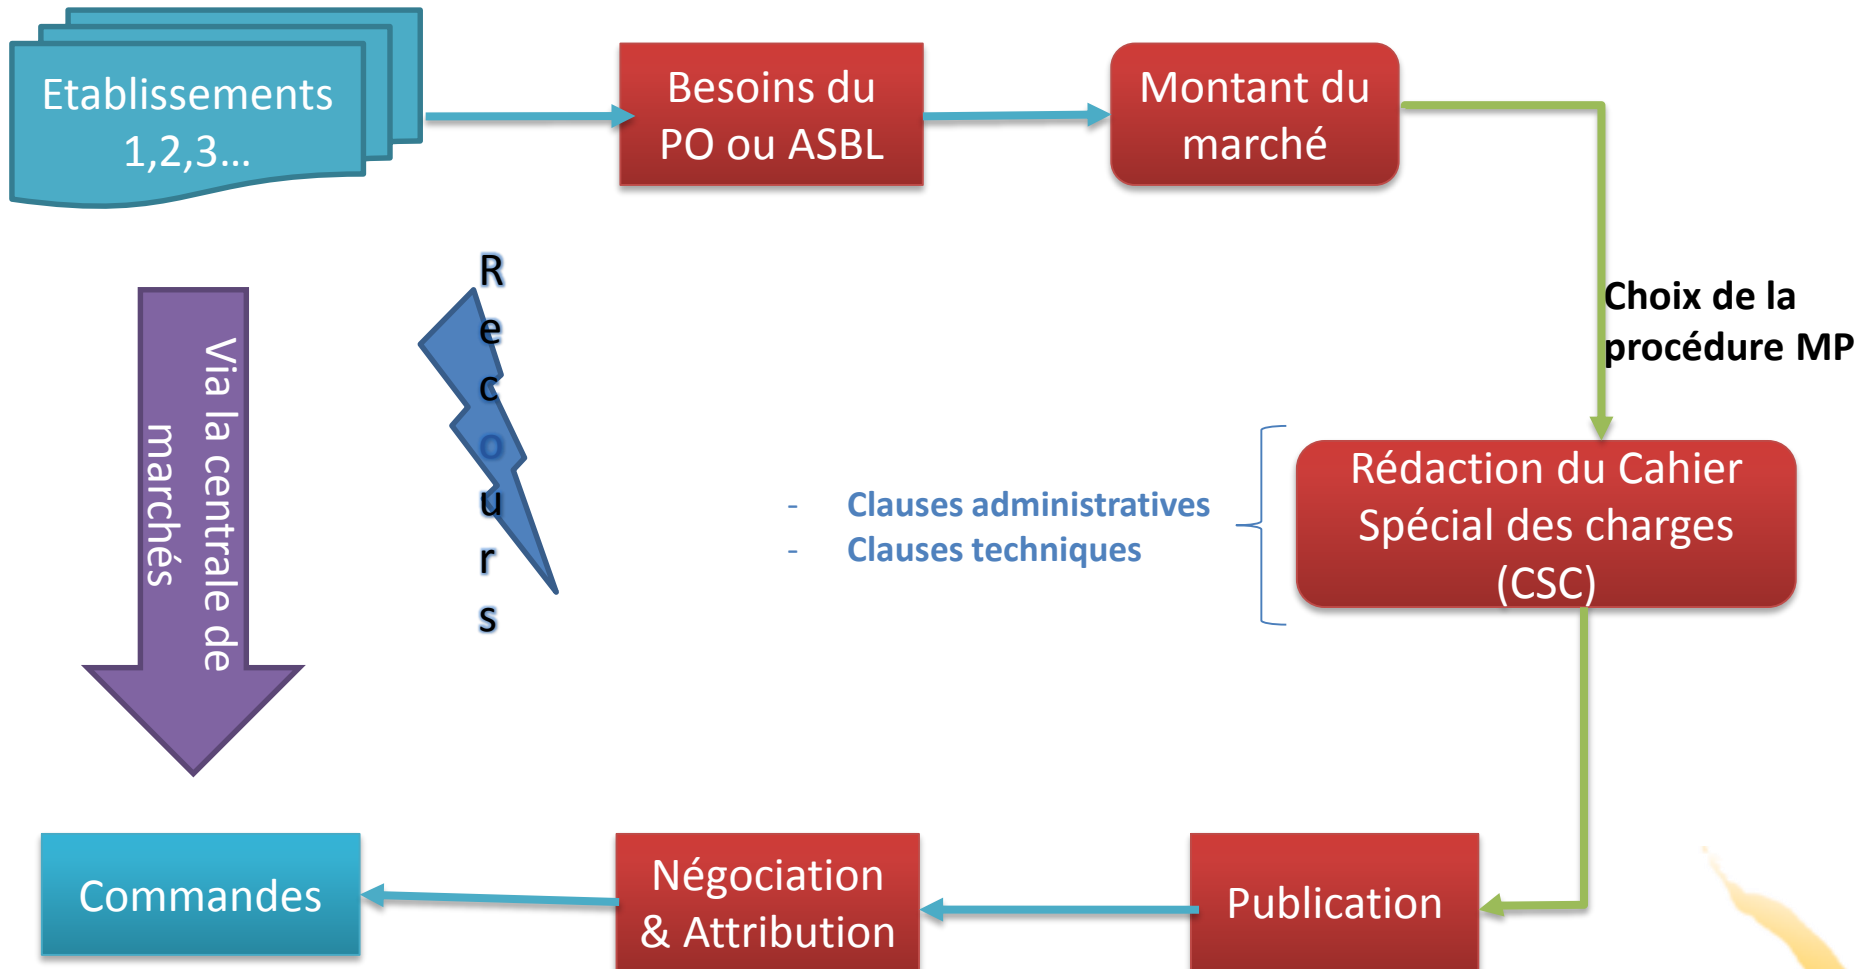 Etablissements
1,2,3...
Besoins du
PO ou ASBL
Montant du
marché
Choix de la
procédure MP
Via la centrale de
marchés
Recours
- Clauses administratives
- Clauses techniques
Rédaction du Cahier
Spécial des charges
(CSC)
Commandes
Négociation
& Attribution
Publication